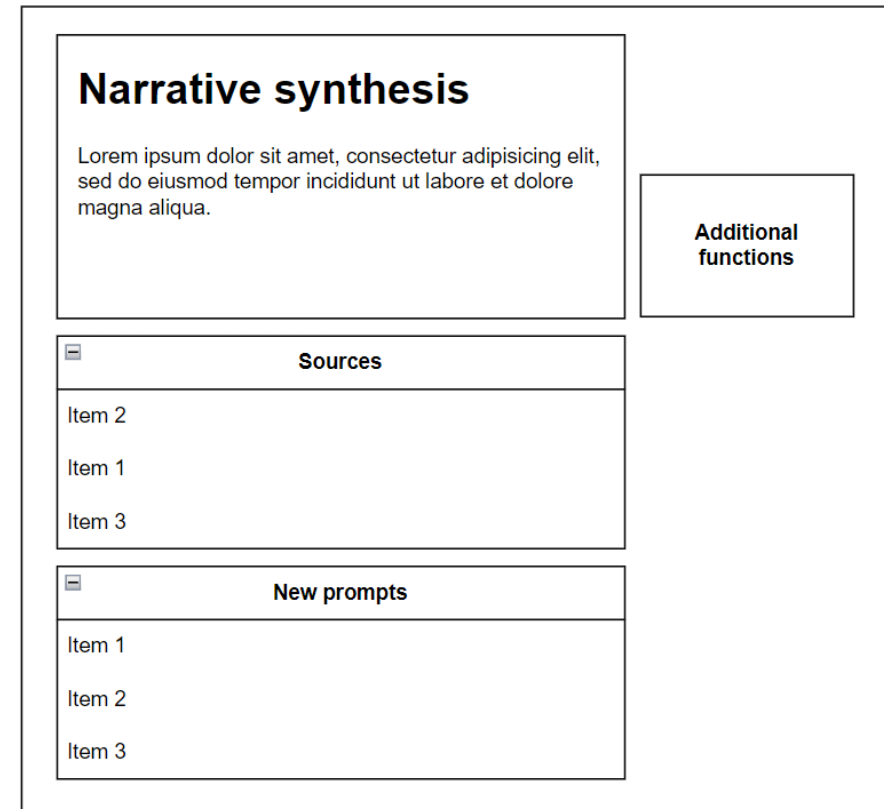 Narrative synthesis
Lorem ipsum dolor sit amet, consectetur adipisicing elit,
sed do eiusmod tempor incididunt ut labore et dolore
magna aliqua.
Additional
functions
Sources
Item 2
Item 1
Item 3
New prompts
Item 1
Item 2
Item 3